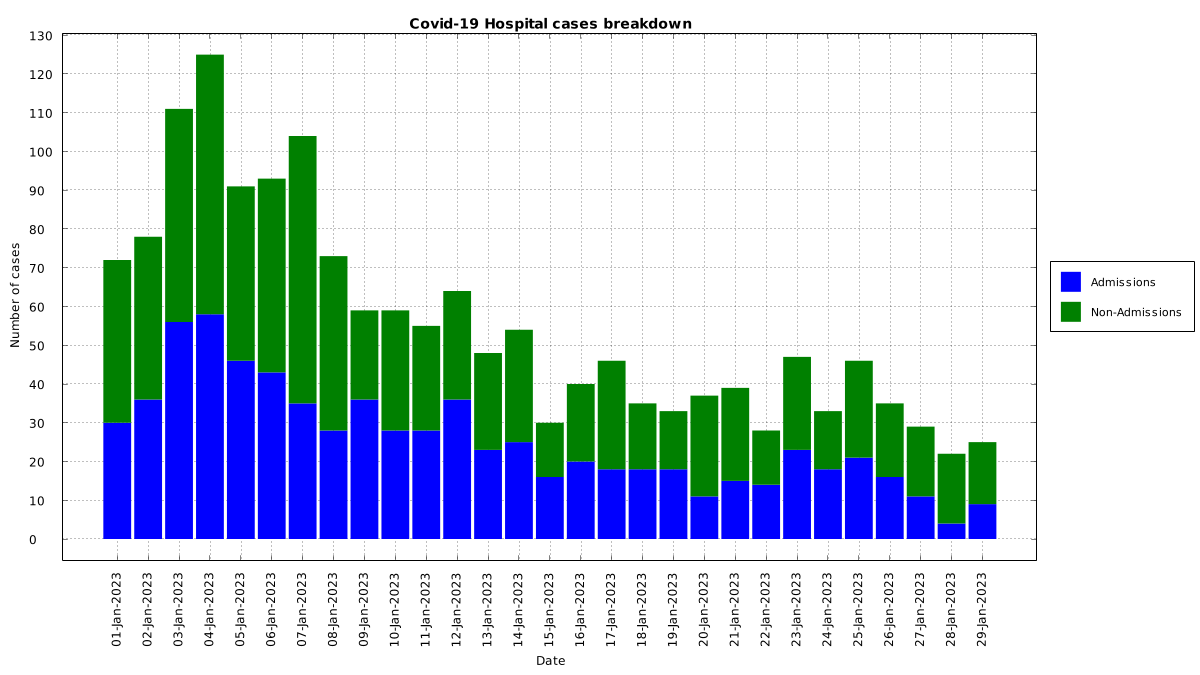 Covid-19 Hospital cases breakdown
130
120
110
100
90
80
70
60
50
40
30
20
10
0
Number of cases
01-Jan-2023
02-Jan-2023
03-Jan-2023
04-Jan-2023
05-Jan-2023
06-Jan-2023
07-Jan-2023
08-Jan-2023
09-Jan-2023
10-Jan-2023
11-Jan-2023
12-Jan-2023
13-Jan-2023
14-Jan-2023
15-Jan-2023
16-Jan-2023
17-Jan-2023
18-Jan-2023
19-Jan-2023
20-Jan-2023
21-Jan-2023
22-Jan-2023
23-Jan-2023
24-Jan-2023
25-Jan-2023
26-Jan-2023
27-Jan-2023
28-Jan-2023
29-Jan-2023
Date
Admissions
Non-Admissions